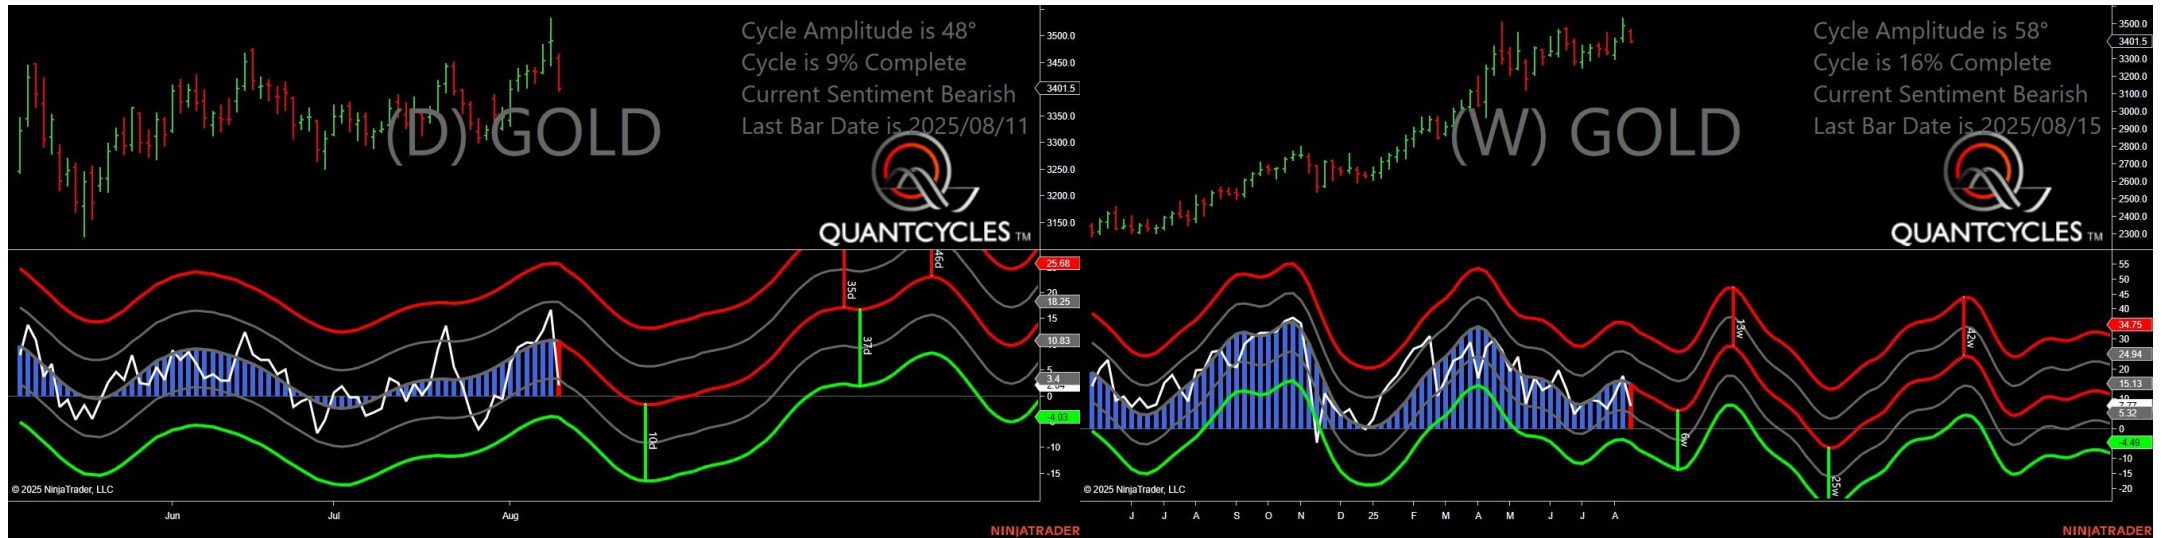 Cycle Amplitude is 48°
Cycle is 9% Complete
Current Sentiment Bearish
Last Bar Date is 2025/08/11
(D) GOLD
QUANTCYCLES TM
3500.0
3450.0
3401.5
3350.0
3300.0
3250.0
3200.0
3150.0
35d
46d
37d
10d
25.68
20
18.25
15
10.83
5
3.4
2.04
0
-4.03
-10
-15
© 2025 NinjaTrader, LLC
Jun
Jul
Aug
NINJATRADER
Cycle Amplitude is 58°
Cycle is 16% Complete
Current Sentiment Bearish
Last Bar Date is 2025/08/15
(W) GOLD
QUANTCYCLES TM
3500.0
3401.5
3300.0
3200.0
3100.0
3000.0
2900.0
2800.0
2700.0
2600.0
2500.0
2400.0
2300.0
13w
42w
6w
25w
55
50
45
40
34.75
30
24.94
20
15.13
10
7.77
5.32
0
-4.49
-10
-15
-20
© 2025 NinjaTrader, LLC
J J A S O N D 25 F M A M J J A
NINJATRADER